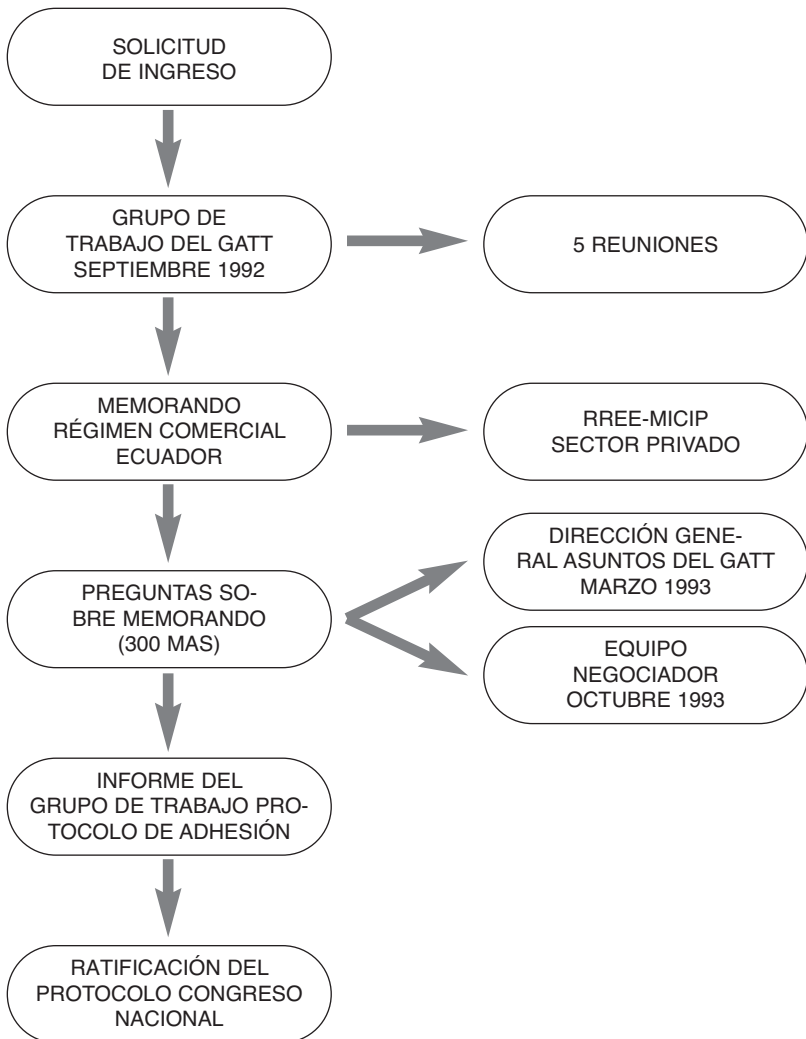 SOLICITUD
DE INGRESO
GRUPO DE
TRABAJO DEL GATT
SEPTIEMBRE 1992
5 REUNIONES
MEMORANDO
RÉGIMEN COMERCIAL
ECUADOR
RREE-MICIP
SECTOR PRIVADO
PREGUNTAS SO-
BRE MEMORANDO
(300 MAS)
DIRECCIÓN GENE-
RAL ASUNTOS DEL GATT
MARZO 1993
EQUIPO
NEGOCIADOR
OCTUBRE 1993
INFORME DEL
GRUPO DE TRABAJO PRO-
TOCOLO DE ADHESIÓN
RATIFICACIÓN DEL
PROTOCOLO CONGRESO
NACIONAL